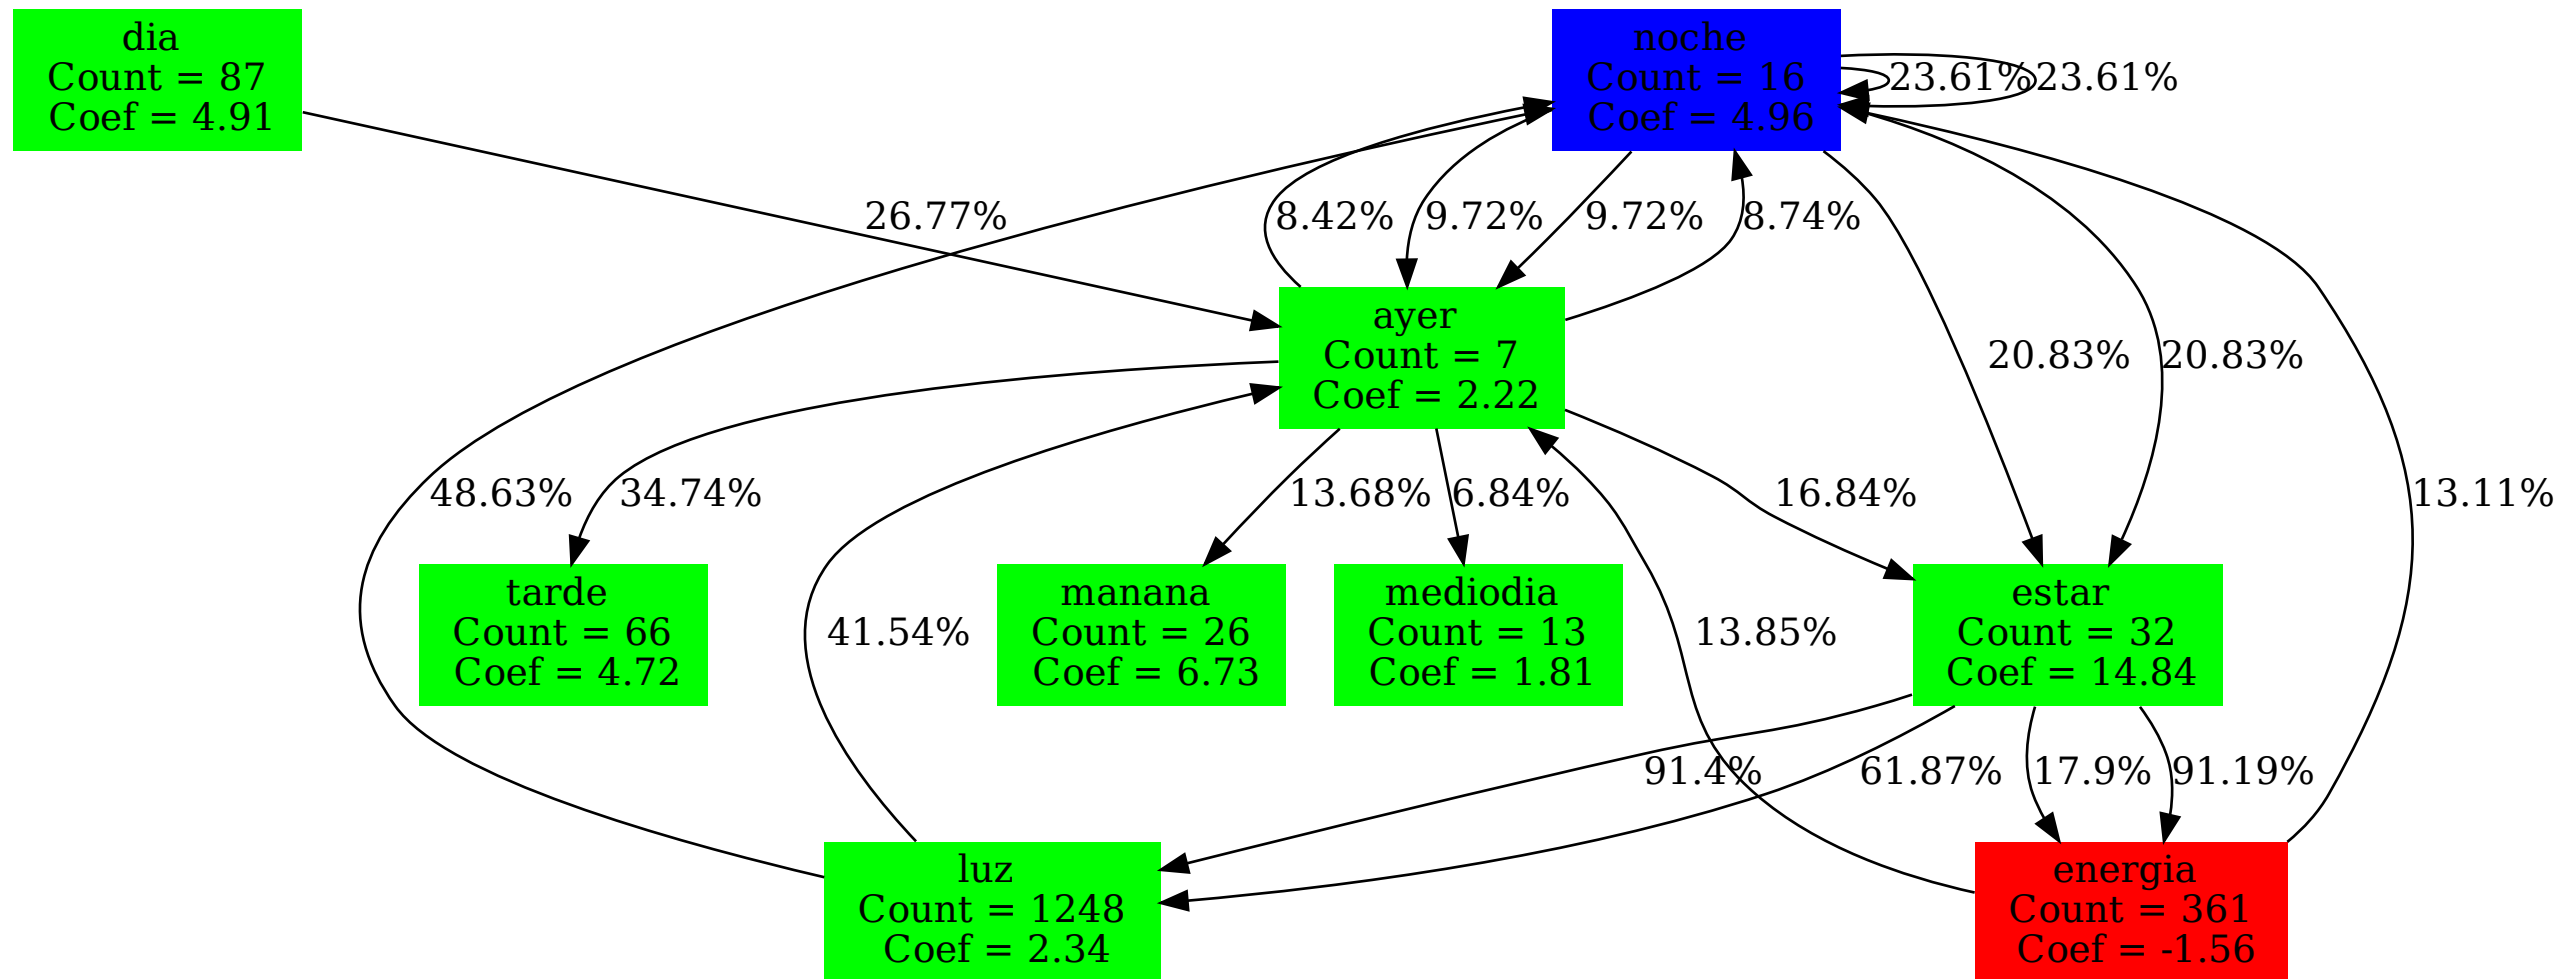 dia
Count = 87
Coef = 4.91
noche
Count = 16
Coef = 4.96
23.61%
23.61%
26.77%
8.42%
9.72%
9.72%
8.74%
ayer
Count = 7
Coef = 2.22
20.83%
20.83%
48.63%
34.74%
13.68%
6.84%
16.84%
13.11%
tarde
Count = 66
Coef = 4.72
41.54%
manana
Count = 26
Coef = 6.73
mediodia
Count = 13
Coef = 1.81
13.85%
estar
Count = 32
Coef = 14.84
91.4%
61.87%
17.9%
91.19%
luz
Count = 1248
Coef = 2.34
energia
Count = 361
Coef = -1.56